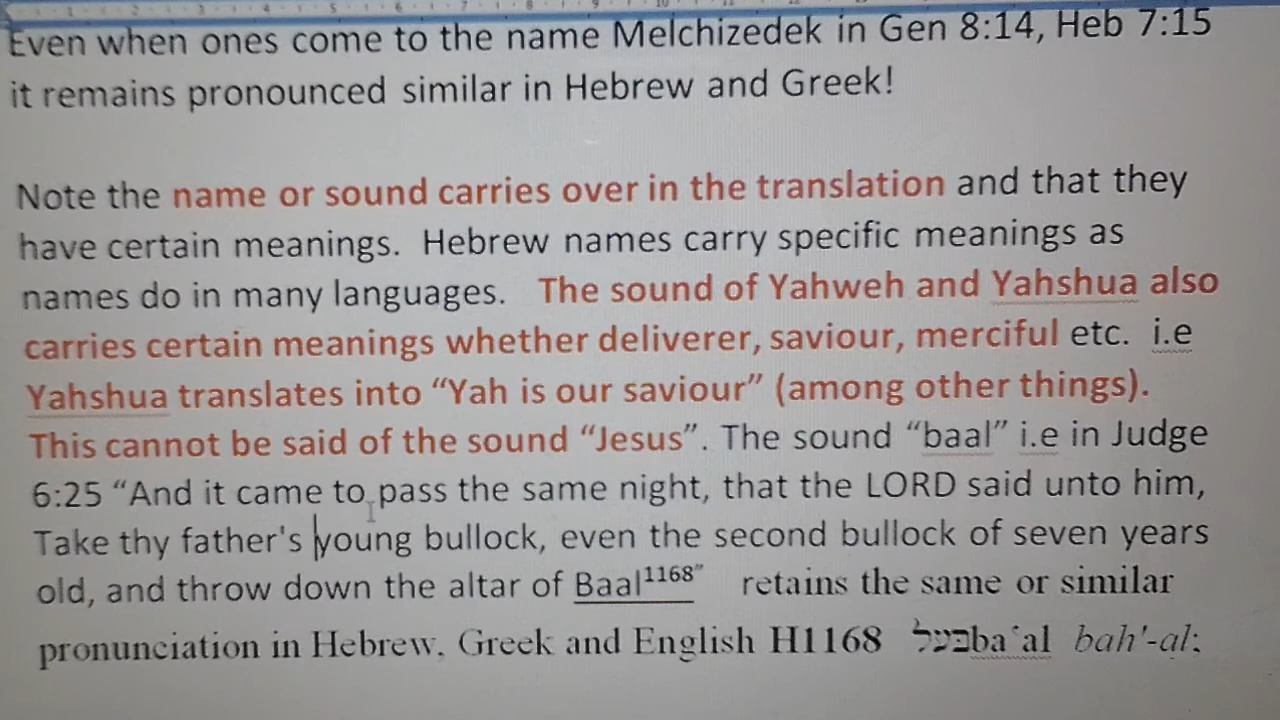 Even when ones come to the name Melchizedek in Gen 8:14, Heb 7:15
it remains pronounced similar in Hebrew and Greek!
Note the name or sound carries over in the translation and that they
have certain meanings. Hebrew names carry specific meanings as
names do in many languages. The sound of Yahweh and Yahshua also
carries certain meanings whether deliverer, saviour, merciful etc. i.e
Yahshua translates into “Yah is our saviour” (among other things).
This cannot be said of the sound “Jesus”. The sound “baal” i.e in Judge
6:25 “And it came to pass the same night, that the LORD said unto him,
Take thy father's young bullock, even the second bullock of seven years
old, and throw down the altar of Baal1168” retains the same or similar
pronunciation in Hebrew, Greek and English H1168 בּעל ba‛al bah'-al;